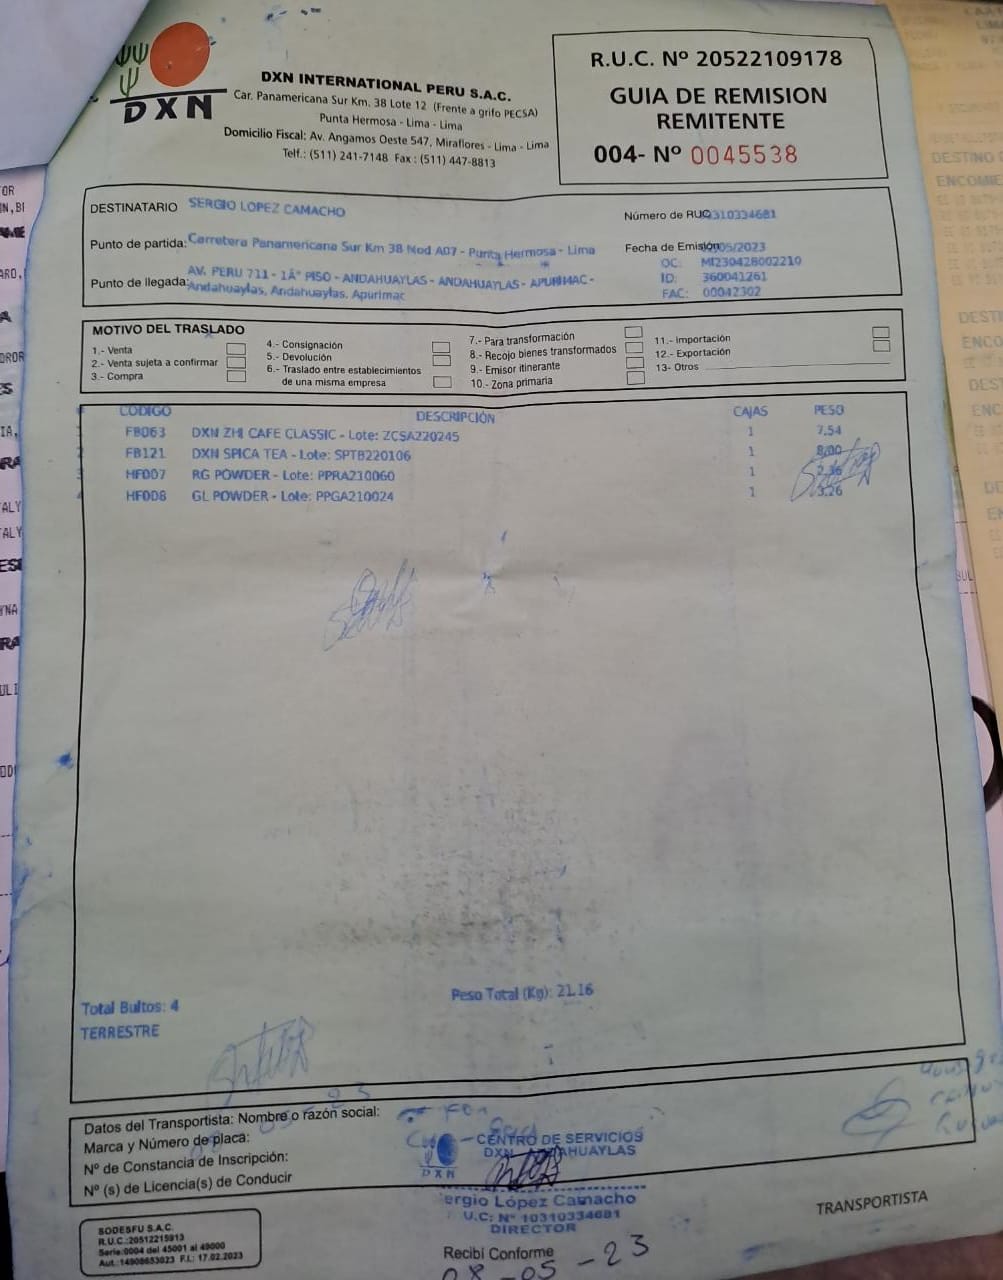 DXN
DXN INTERNATIONAL PERU S.A.C.
Car. Panamericana Sur Km. 38 Lote 12 (Frente a grifo PECSA)
Punta Hermosa - Lima - Lima
Domicilio Fiscal: Av. Angamos Oeste 547, Miraflores - Lima - Lima
Telf.: (511) 241-7148 Fax : (511) 447-8813
R.U.C. Nº 20522109178
GUIA DE REMISION
REMITENTE
004- Nº 0045538
DESTINATARIO SERGIO LOPEZ CAMACHO
Número de RUC 310334681
Punto de partida: Carretera Panamericana Sur Km 38 Nod A07 - Punta Hermosa - Lima
Fecha de Emisión 05/2023
OC: MI230428002210
Punto de llegada: AV. PERU 711 - 1Âº PISO - ANDAHUAYLAS - ANDAHUAYLAS - APURIMAC -
Andahuaylas, Andahuaylas, Apurimac
ID: 360041261
FAC: 00042302
MOTIVO DEL TRASLADO
1.- Venta
2.- Venta sujeta a confirmar
3.- Compra
4.- Consignación
5.- Devolución
6.- Traslado entre establecimientos
de una misma empresa
7.- Para transformación
8.- Recojo bienes transformados
9.- Emisor itinerante
10.- Zona primaria
11.- Importación
12.- Exportación
13- Otros
CODIGO DESCRIPCIÓN CAJAS PESO
1 FB063 DXN ZHI CAFE CLASSIC - Lote: ZCSA220245 1 7.54
2 FB121 DXN SPICA TEA - Lote: SPTB220106 1 8.00
3 HF007 RG POWDER - Lote: PPRA210060 1 2.36
4 HF008 GL POWDER - Lote: PPGA210024 1 3.26
Total Bultos: 4
Peso Total (Kg): 21.16
TERRESTRE
Datos del Transportista: Nombre o razón social:
Marca y Número de placa:
Nº de Constancia de Inscripción:
Nº (s) de Licencia(s) de Conducir
CENTRO DE SERVICIOS
DXN ANDAHUAYLAS
DXN
Sergio López Camacho
U.C: Nº 10310334681
DIRECTOR
TRANSPORTISTA
SODESFU S.A.C.
R.U.C.:20512215913
Serie:0004 del 45001 al 49000
Aut.:14908653023 F.I.: 17.02.2023
Recibí Conforme
08-05-23